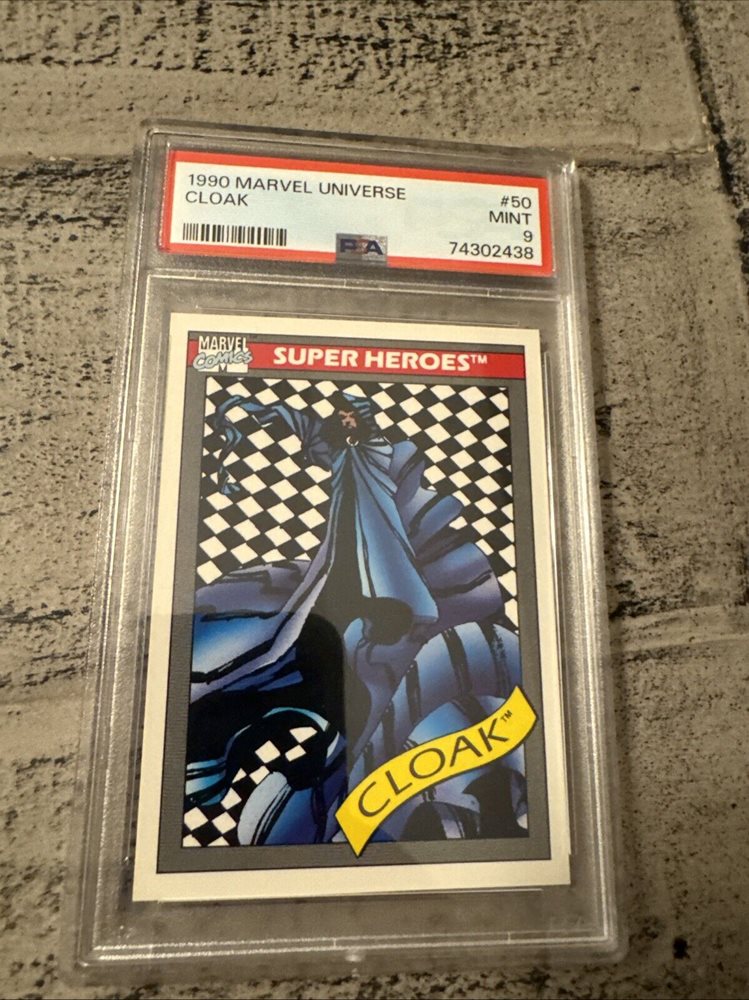 1990 MARVEL UNIVERSE #50
CLOAK MINT
9
PSA 74302438
MARVEL COMICS
SUPER HEROES™
CLOAK™